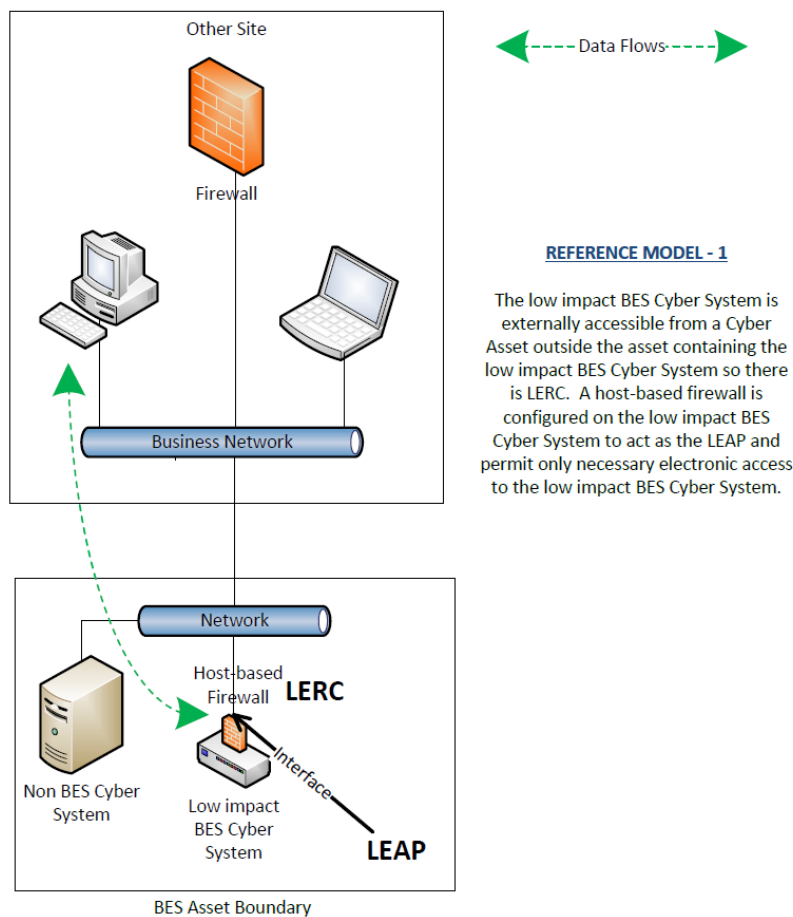 Other Site
Data Flows
Firewall
REFERENCE MODEL - 1
The low impact BES Cyber System is
externally accessible from a Cyber
Asset outside the asset containing the
low impact BES Cyber System so there
is LERC. A host-based firewall is
configured on the low impact BES
Cyber System to act as the LEAP and
permit only necessary electronic access
to the low impact BES Cyber System.
Business Network
Network
Host-based
Firewall
LERC
Interface
Non BES Cyber
System
Low impact
BES Cyber
System
LEAP
BES Asset Boundary